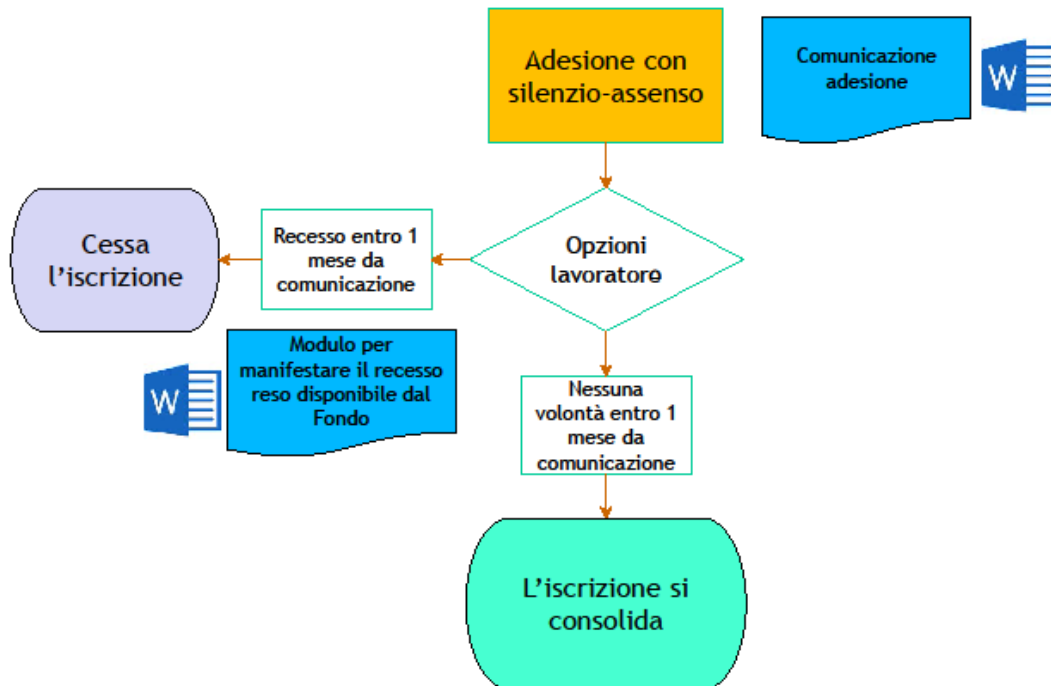 Adesione con
silenzio-assenso
Comunicazione
adesione
W
Cessa
l'iscrizione
Recesso entro 1
mese da
comunicazione
Opzioni
lavoratore
W
Modulo per
manifestare il recesso
reso disponibile dal
Fondo
Nessuna
volontà entro 1
mese da
comunicazione
L'iscrizione si
consolida